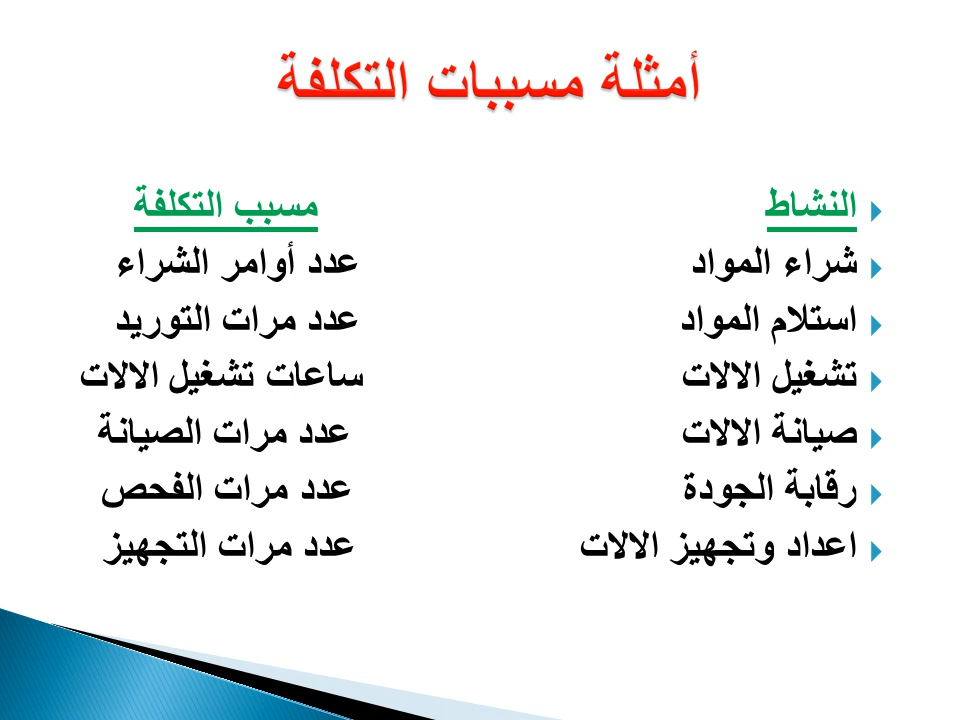 أمثلة مسببات التكلفة
النشاط مسبب التكلفة
شراء المواد عدد أوامر الشراء
استلام المواد عدد مرات التوريد
تشغيل الالات ساعات تشغيل الالات
صيانة الالات عدد مرات الصيانة
رقابة الجودة عدد مرات الفحص
اعداد وتجهيز الالات عدد مرات التجهيز